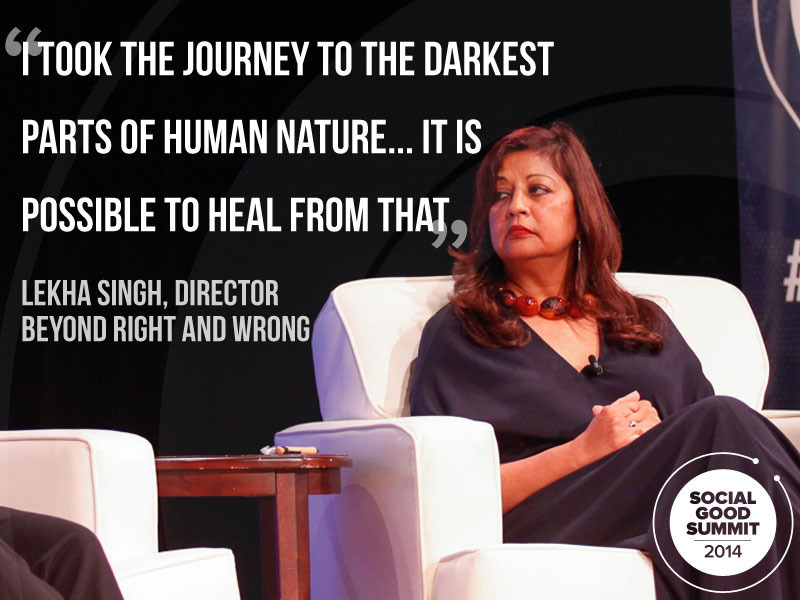 “I TOOK THE JOURNEY TO THE DARKEST
PARTS OF HUMAN NATURE... IT IS
POSSIBLE TO HEAL FROM THAT”
LEKHA SINGH, DIRECTOR
BEYOND RIGHT AND WRONG
#
SOCIAL
GOOD
SUMMIT
2014